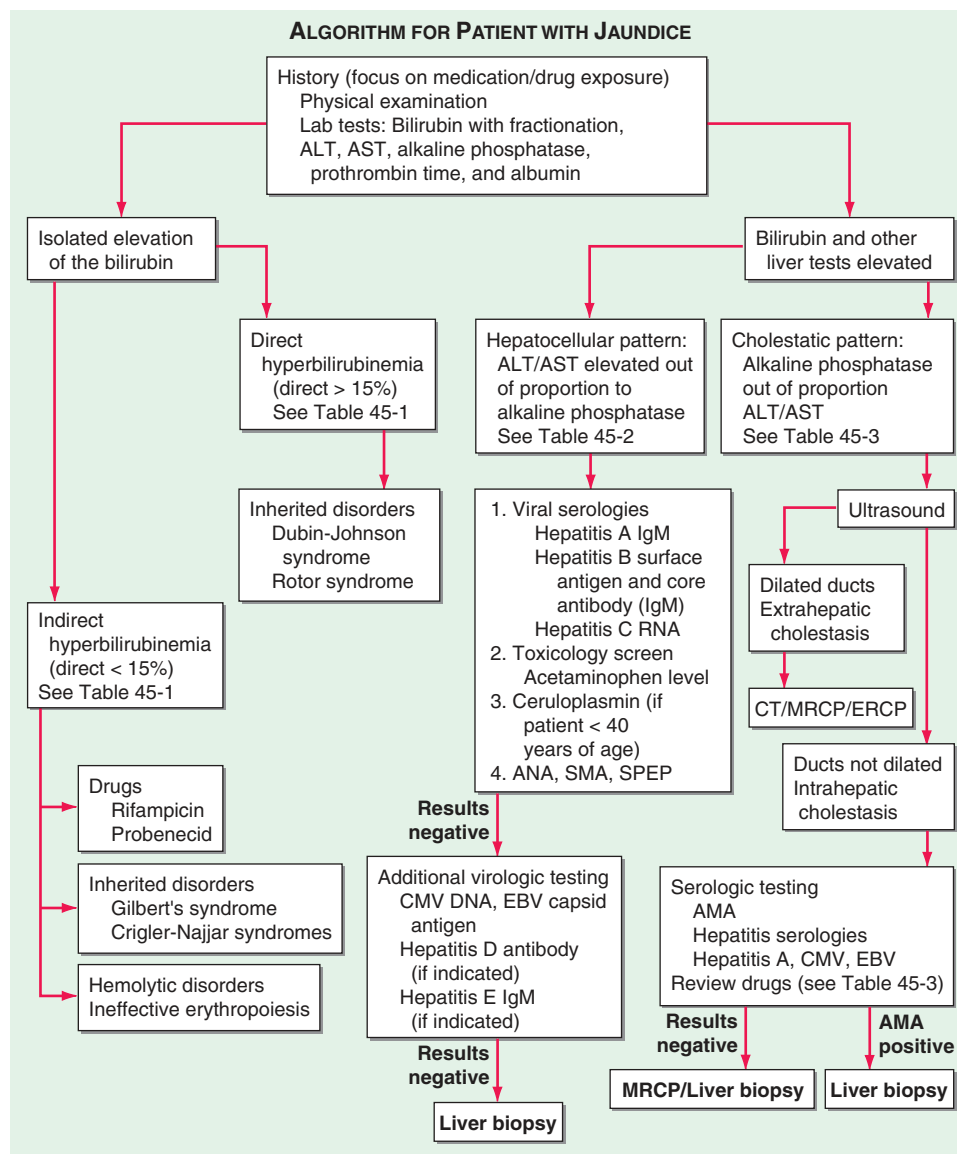 ALGORITHM FOR PATIENT WITH JAUNDICE
History (focus on medication/drug exposure)
Physical examination
Lab tests: Bilirubin with fractionation,
ALT, AST, alkaline phosphatase,
prothrombin time, and albumin
Isolated elevation
of the bilirubin
Bilirubin and other
liver tests elevated
Direct
hyperbilirubinemia
(direct > 15%)
See Table 45-1
Hepatocellular pattern:
ALT/AST elevated out
of proportion to
alkaline phosphatase
See Table 45-2
Cholestatic pattern:
Alkaline phosphatase
out of proportion
ALT/AST
See Table 45-3
Inherited disorders
Dubin-Johnson
syndrome
Rotor syndrome
1. Viral serologies
Hepatitis A IgM
Hepatitis B surface
antigen and core
antibody (IgM)
Hepatitis C RNA
2. Toxicology screen
Acetaminophen level
3. Ceruloplasmin (if
patient < 40
years of age)
4. ANA, SMA, SPEP
Ultrasound
Dilated ducts
Extrahepatic
cholestasis
CT/MRCP/ERCP
Indirect
hyperbilirubinemia
(direct < 15%)
See Table 45-1
Ducts not dilated
Intrahepatic
cholestasis
Drugs
Rifampicin
Probenecid
Results
negative
Inherited disorders
Gilbert's syndrome
Crigler-Najjar syndromes
Additional virologic testing
CMV DNA, EBV capsid
antigen
Hepatitis D antibody
(if indicated)
Hepatitis E IgM
(if indicated)
Serologic testing
AMA
Hepatitis serologies
Hepatitis A, CMV, EBV
Review drugs (see Table 45-3)
Hemolytic disorders
Ineffective erythropoiesis
Results
negative
Liver biopsy
Results
negative
AMA
positive
MRCP/Liver biopsy
Liver biopsy